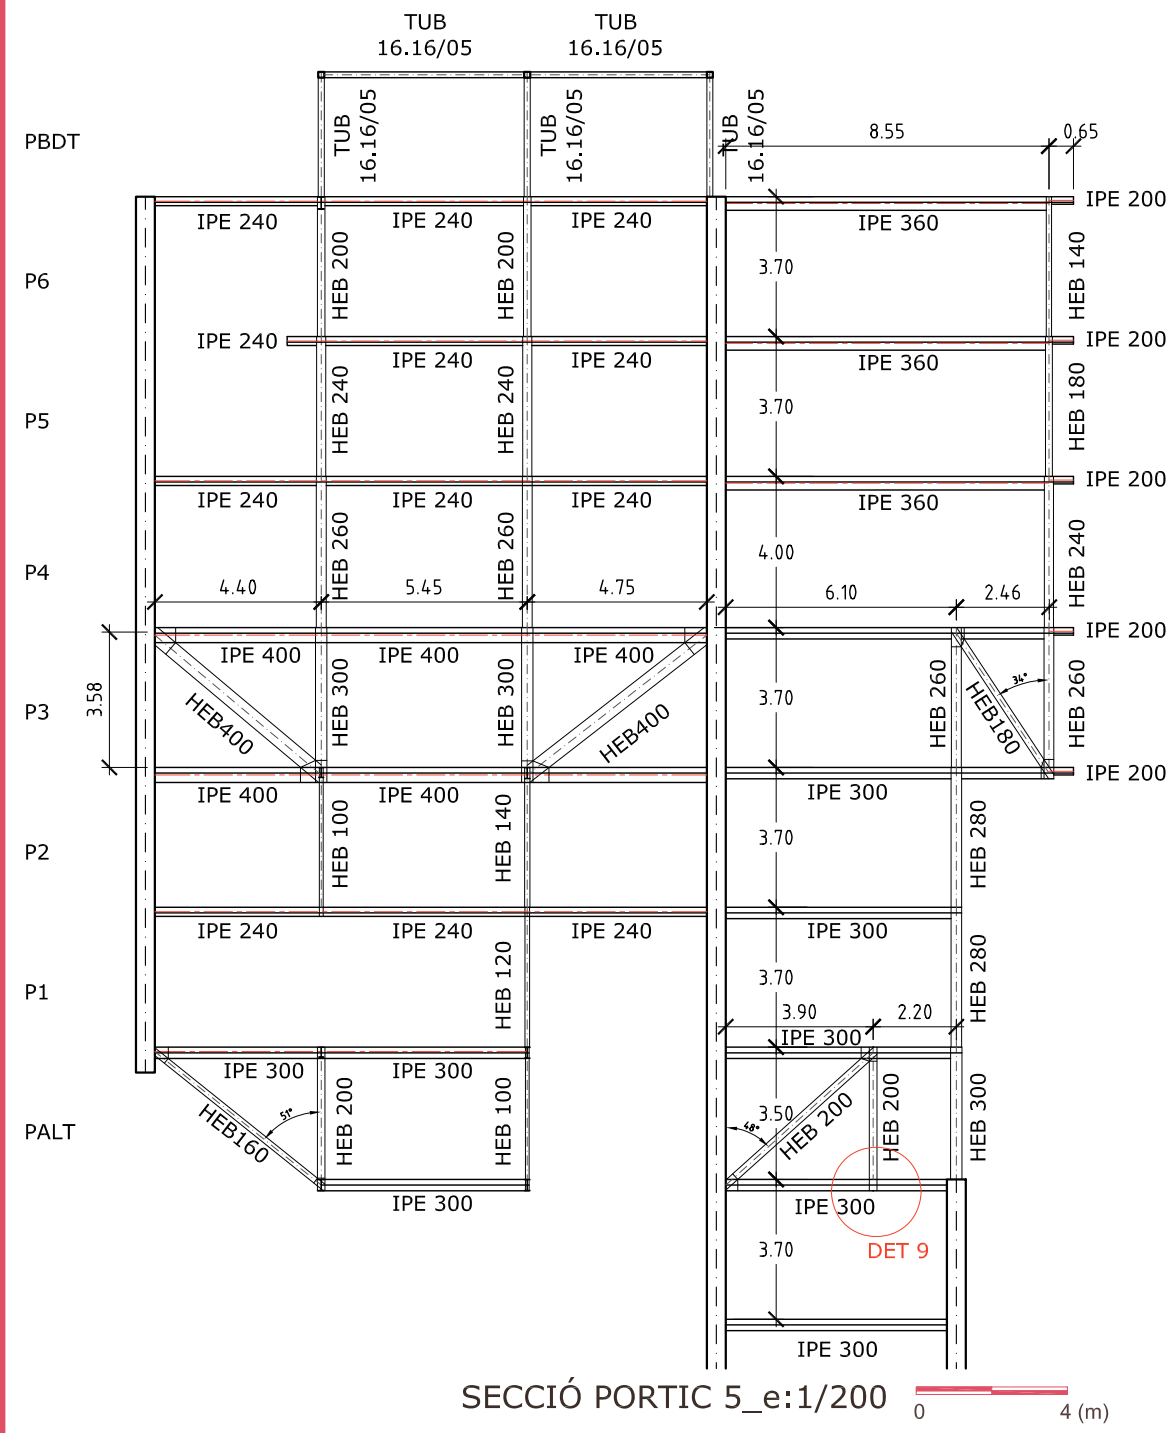 TUB
16.16/05
TUB
16.16/05
PBDT
TUB
16.16/05
TUB
16.16/05
TUB
16.16/05
8.55
0.65
IPE 240
IPE 240
IPE 240
IPE 360
IPE 200
P6
HEB 200
HEB 200
3.70
HEB 140
IPE 240
IPE 240
IPE 240
IPE 360
IPE 200
P5
HEB 240
HEB 240
3.70
HEB 180
IPE 240
IPE 240
IPE 240
IPE 360
IPE 200
P4
HEB 260
HEB 260
4.00
HEB 240
4.40
5.45
4.75
6.10
2.46
IPE 400
IPE 400
IPE 400
IPE 200
P3
3.58
HEB400
HEB 300
HEB 300
HEB400
3.70
HEB 260
HEB180
34°
HEB 260
IPE 400
IPE 400
IPE 300
IPE 200
P2
HEB 100
HEB 140
3.70
HEB 280
IPE 240
IPE 240
IPE 240
IPE 300
P1
HEB 120
3.70
HEB 280
3.90
2.20
IPE 300
IPE 300
IPE 300
PALT
HEB160
51°
HEB 200
HEB 100
3.50
48°
HEB 200
HEB 200
HEB 300
IPE 300
IPE 300
3.70
DET 9
IPE 300
SECCIÓ PORTIC 5_e:1/200
0
4 (m)